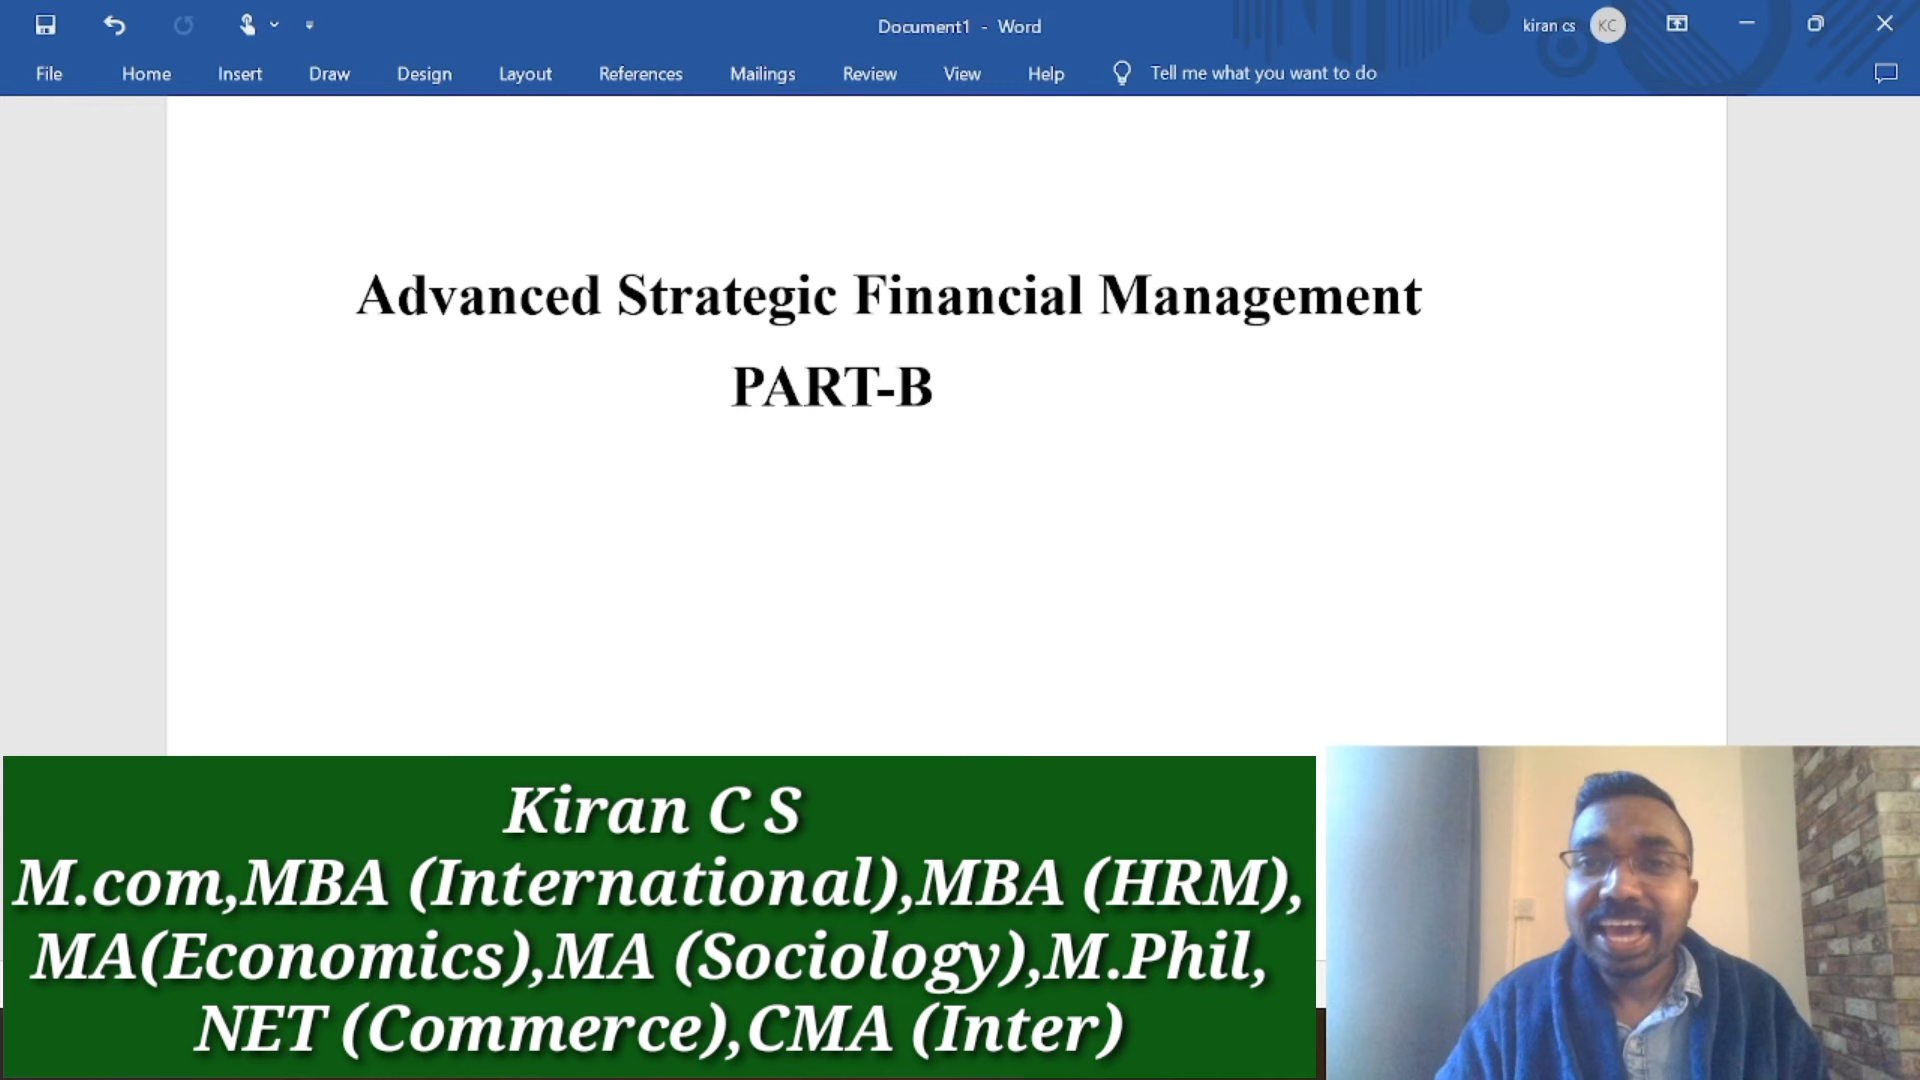 Document1 - Word
kiran cs
KC
File Home Insert Draw Design Layout References Mailings Review View Help Tell me what you want to do
Advanced Strategic Financial Management
PART-B
Kiran C S
M.com,MBA (International),MBA (HRM),
MA(Economics),MA (Sociology),M.Phil,
NET (Commerce),CMA (Inter)